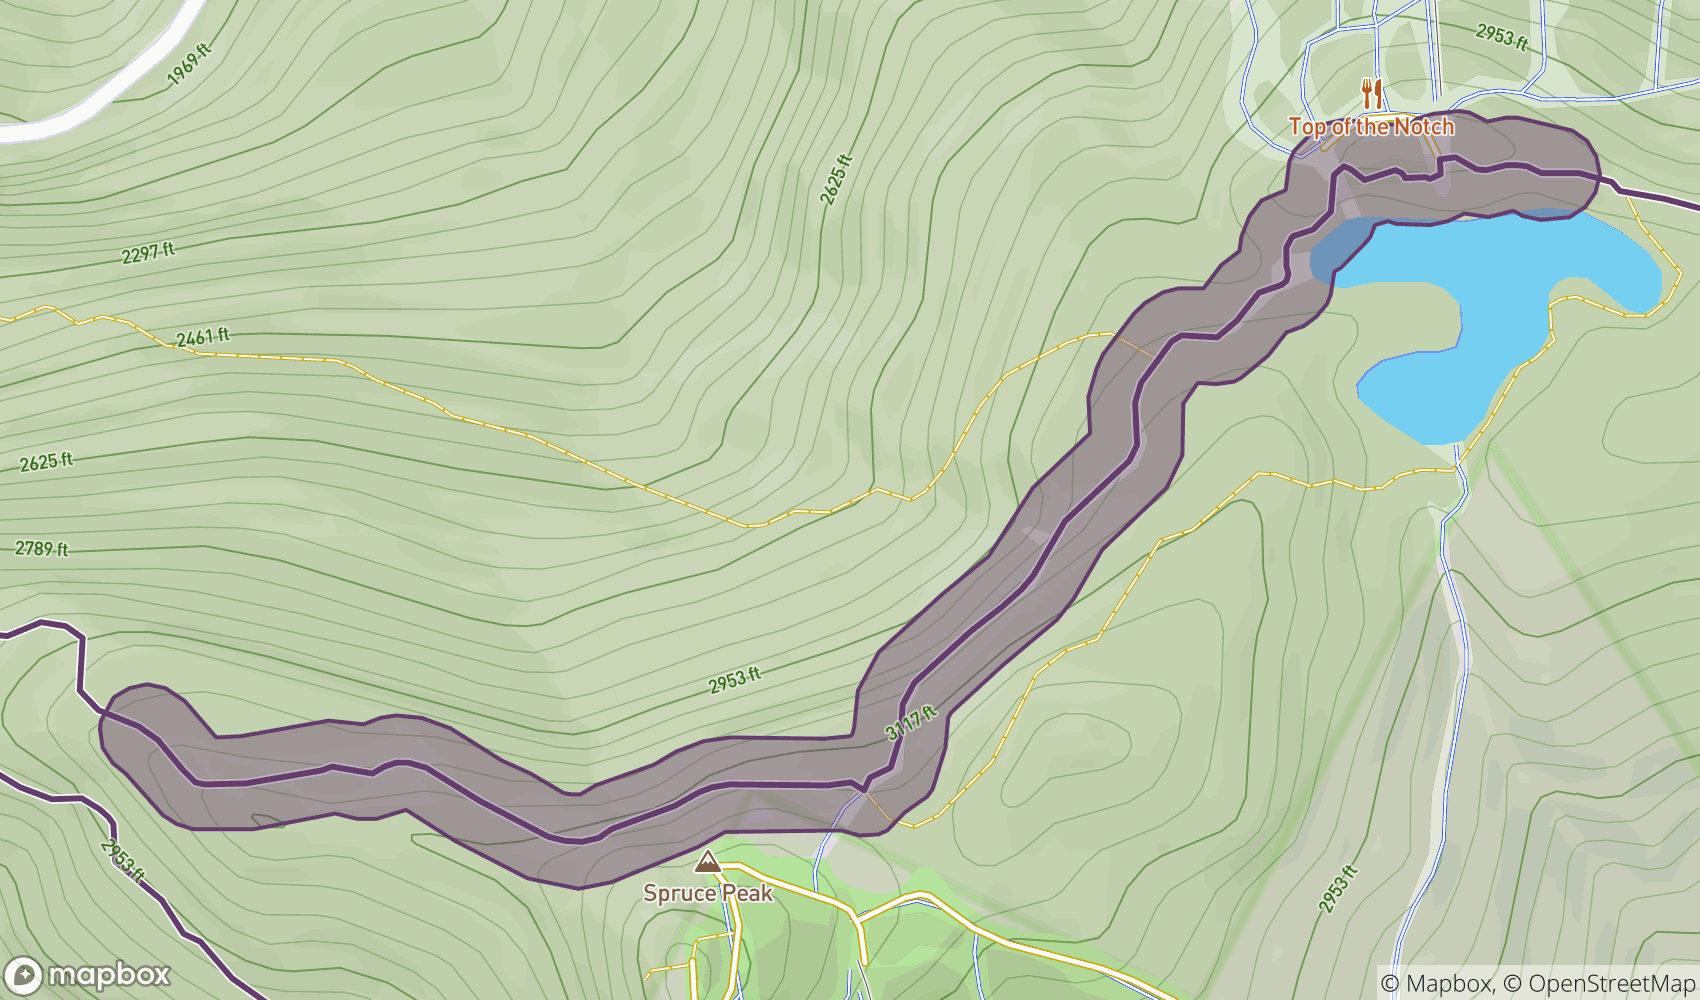 2953 ft
1969 ft
Top of the Notch
2625 ft
2297 ft
2461 ft
2625 ft
2789 ft
2953 ft
3117 ft
2953 ft
2953 ft
Spruce Peak
mapbox
© Mapbox, © OpenStreetMap